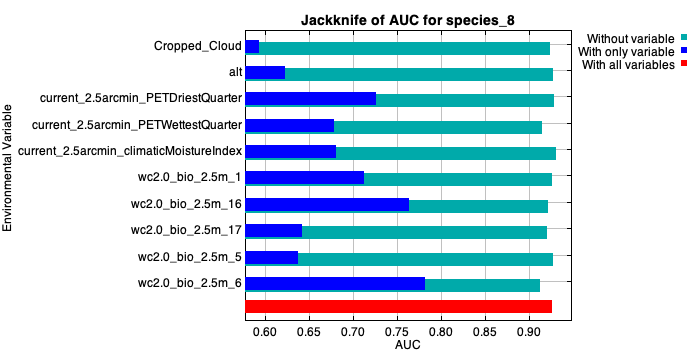 Jackknife of AUC for species_8
Without variable
With only variable
With all variables
Environmental Variable
Cropped_Cloud
alt
current_2.5arcmin_PETDriestQuarter
current_2.5arcmin_PETWettestQuarter
current_2.5arcmin_climaticMoistureIndex
wc2.0_bio_2.5m_1
wc2.0_bio_2.5m_16
wc2.0_bio_2.5m_17
wc2.0_bio_2.5m_5
wc2.0_bio_2.5m_6
0.60 0.65 0.70 0.75 0.80 0.85 0.90
AUC